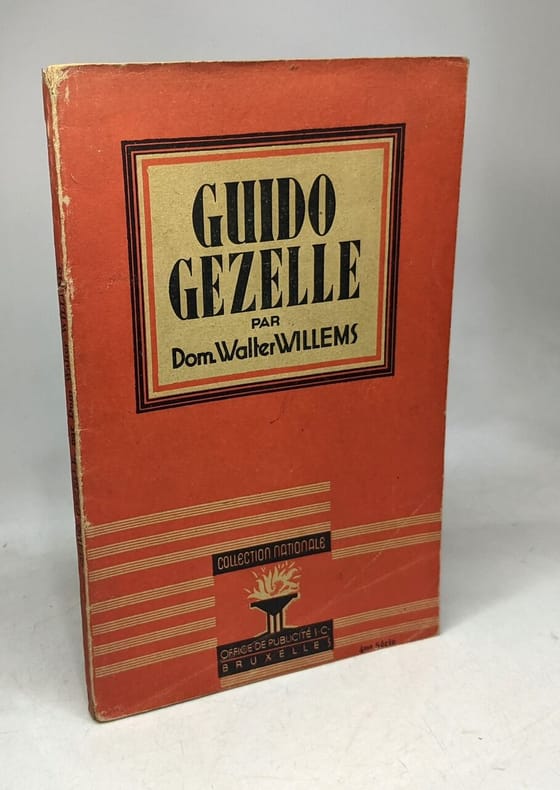 GUIDO
GEZELLE
PAR
Dom. Walter WILLEMS
COLLECTION NATIONALE
OFFICE DE PUBLICITÉ S.C.
BRUXELLES
4me Série